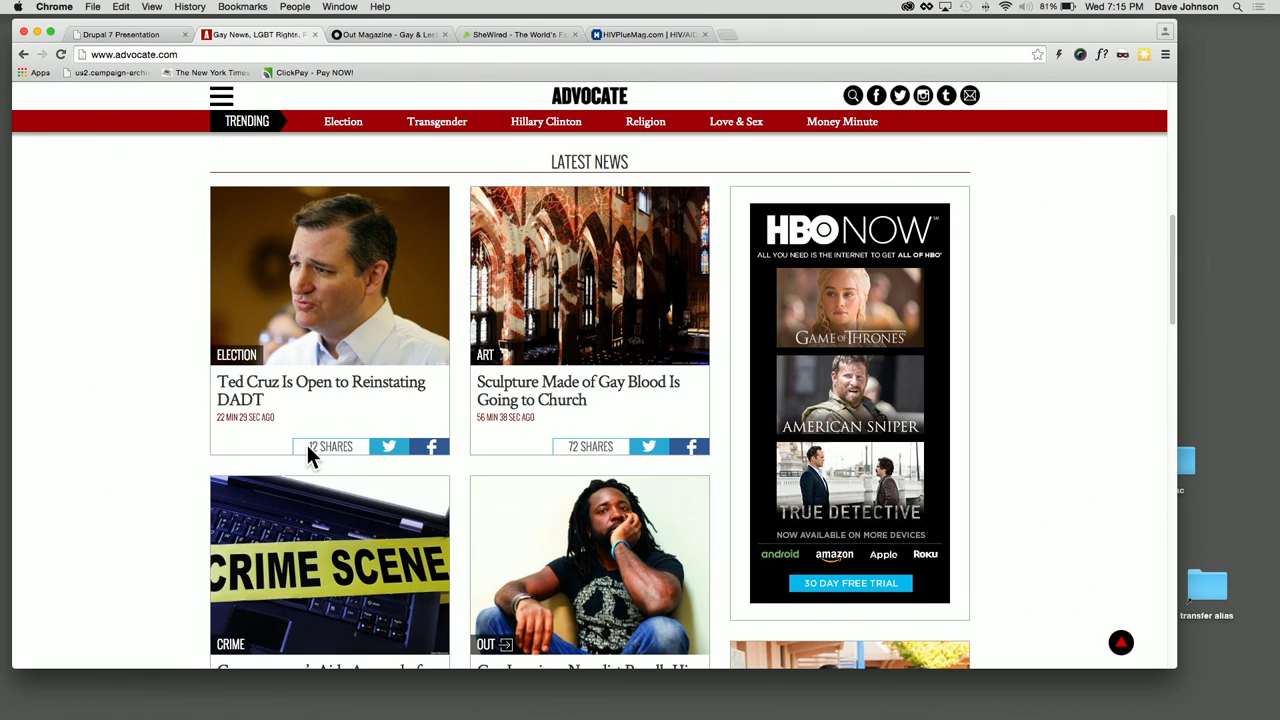 Chrome File Edit View History Bookmarks People Window Help 81% Wed 7:15 PM Dave Johnson
Drupal 7 Presentation Gay News, LGBT Rights, P Out Magazine - Gay & Les SheWired - The World's Fa HIVPlusMag.com | HIV/AID
www.advocate.com f?
Apps us2.campaign-archi The New York Times ClickPay - Pay NOW!
ADVOCATE
TRENDING Election Transgender Hillary Clinton Religion Love & Sex Money Minute
LATEST NEWS
ELECTION
Ted Cruz Is Open to Reinstating
DADT
22 MIN 29 SEC AGO
12 SHARES
ART
Sculpture Made of Gay Blood Is
Going to Church
56 MIN 38 SEC AGO
72 SHARES
HBO NOW℠
ALL YOU NEED IS THE INTERNET TO GET ALL OF HBO®
GAME OF THRONES
AMERICAN SNIPER
TRUE DETECTIVE
NOW AVAILABLE ON MORE DEVICES
android amazon Apple Roku
30 DAY FREE TRIAL
CRIME SCENE
CRIME
OUT
transfer alias